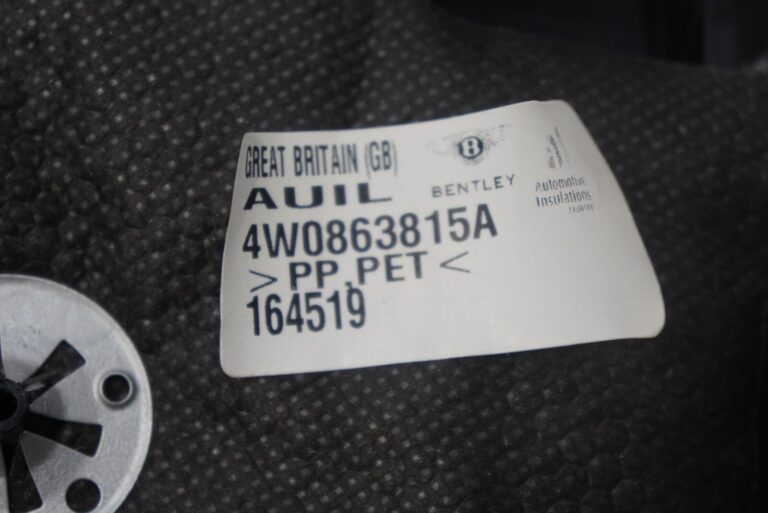 GREAT BRITAIN (GB)
AUIL
B
BENTLEY
Automotive
Insulations
4W0863815A
>PP,PET<
164519